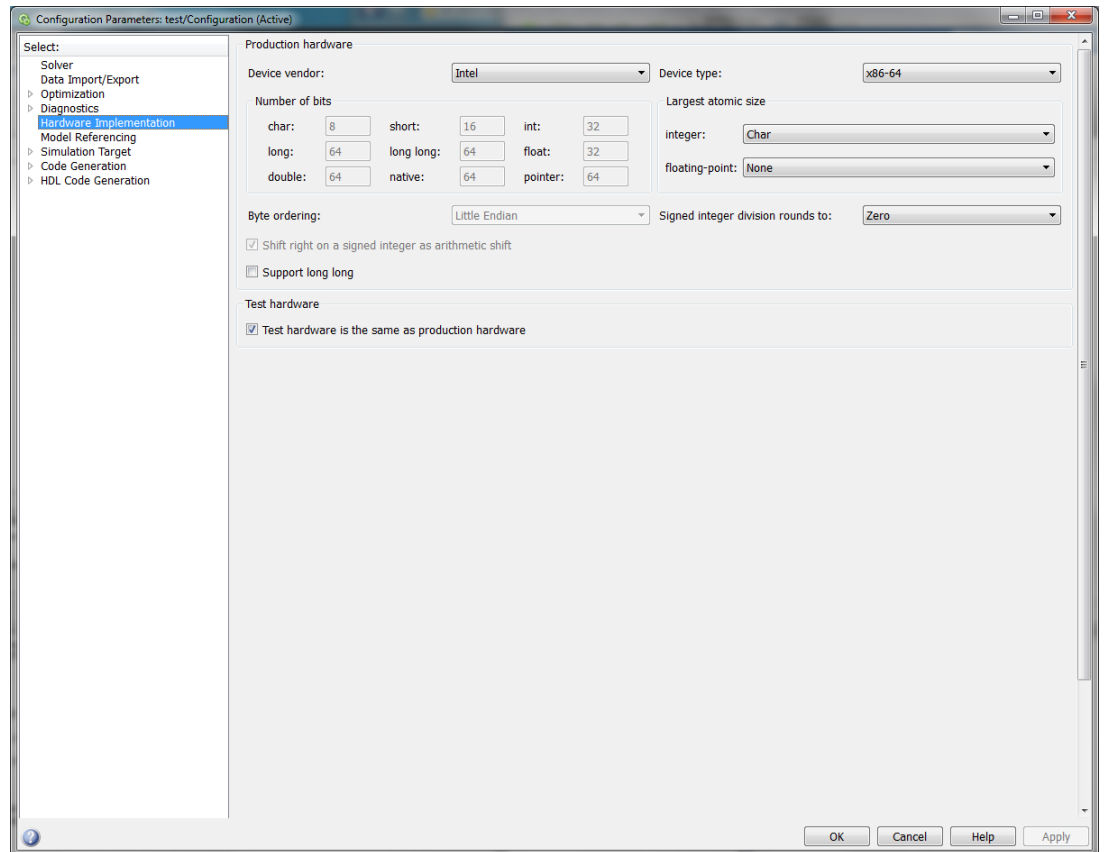 Configuration Parameters: test/Configuration (Active)
Select:
Solver
Data Import/Export
Optimization
Diagnostics
Hardware Implementation
Model Referencing
Simulation Target
Code Generation
HDL Code Generation
Production hardware
Device vendor: Intel Device type: x86-64
Number of bits
char: 8 short: 16 int: 32
long: 64 long long: 64 float: 32
double: 64 native: 64 pointer: 64
Largest atomic size
integer: Char
floating-point: None
Byte ordering: Little Endian Signed integer division rounds to: Zero
Shift right on a signed integer as arithmetic shift
Support long long
Test hardware
Test hardware is the same as production hardware
OK Cancel Help Apply